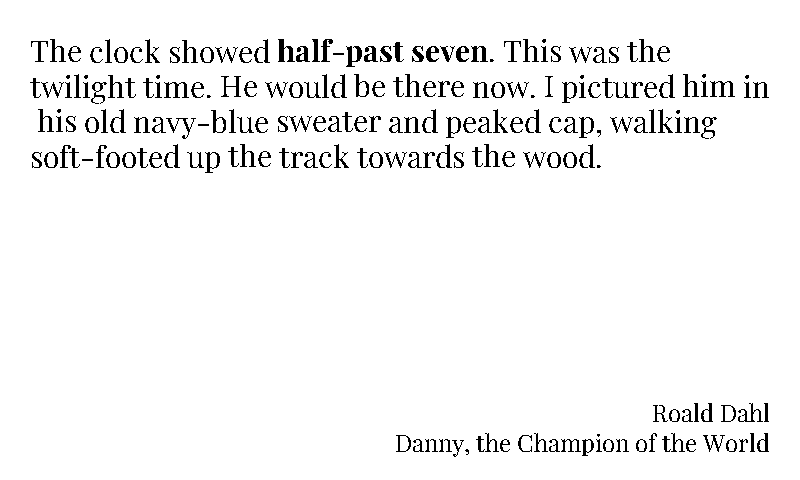 The clock showed half-past seven. This was the
twilight time. He would be there now. I pictured him in
his old navy-blue sweater and peaked cap, walking
soft-footed up the track towards the wood.
Roald Dahl
Danny, the Champion of the World